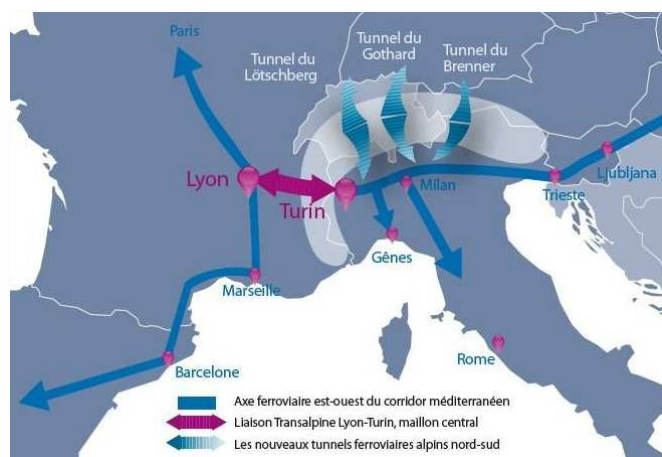 Paris
Tunnel du
Lötschberg
Tunnel du
Gothard
Tunnel du
Brenner
Lyon
Turin
Milan
Trieste
Ljubljana
Gênes
Marseille
Barcelone
Rome
Axe ferroviaire est-ouest du corridor méditerranéen
Liaison Transalpine Lyon-Turin, maillon central
Les nouveaux tunnels ferroviaires alpins nord-sud